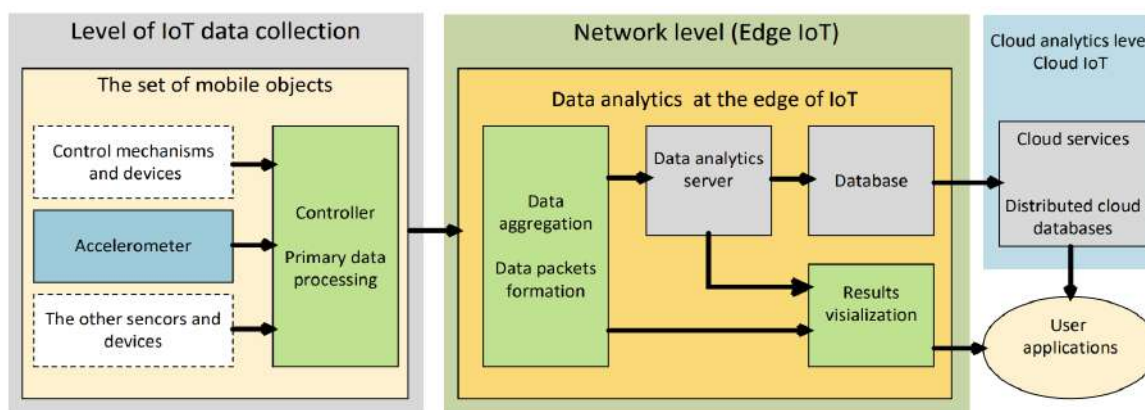 Level of IoT data collection
The set of mobile objects
Control mechanisms
and devices
Accelerometer
The other sencors and
devices
Controller
Primary data
processing
Network level (Edge IoT)
Data analytics at the edge of IoT
Data
aggregation
Data packets
formation
Data analytics
server
Database
Results
visialization
Cloud analytics level
Cloud IoT
Cloud services
Distributed cloud
databases
User
applications